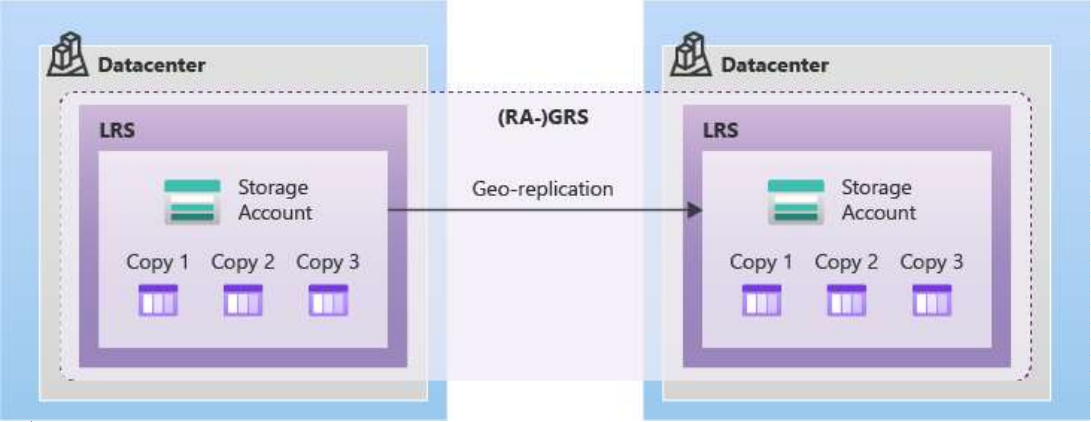 Datacenter
LRS
Storage
Account
Copy 1 Copy 2 Copy 3
(RA-)GRS
Geo-replication
Datacenter
LRS
Storage
Account
Copy 1 Copy 2 Copy 3